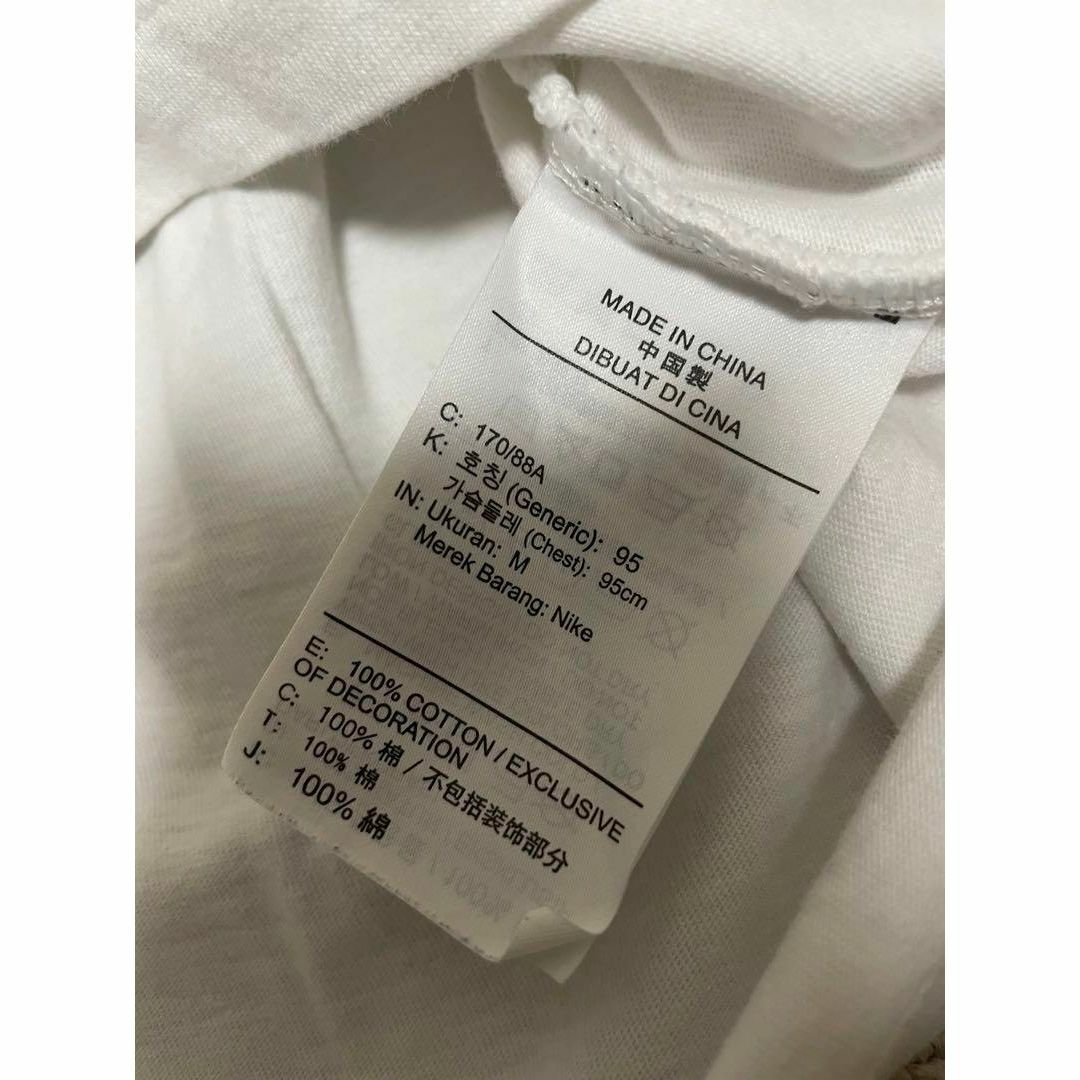 MADE IN CHINA
中国製
DIBUAT DI CINA
C: 170/88A
K: 호칭 (Generic): 95
가슴둘레 (Chest): 95cm
IN: Ukuran: M
Merek Barang: Nike
E: 100% COTTON / EXCLUSIVE
OF DECORATION
C: 100% 棉 / 不包括装饰部分
T: 100% 棉
J: 100% 綿